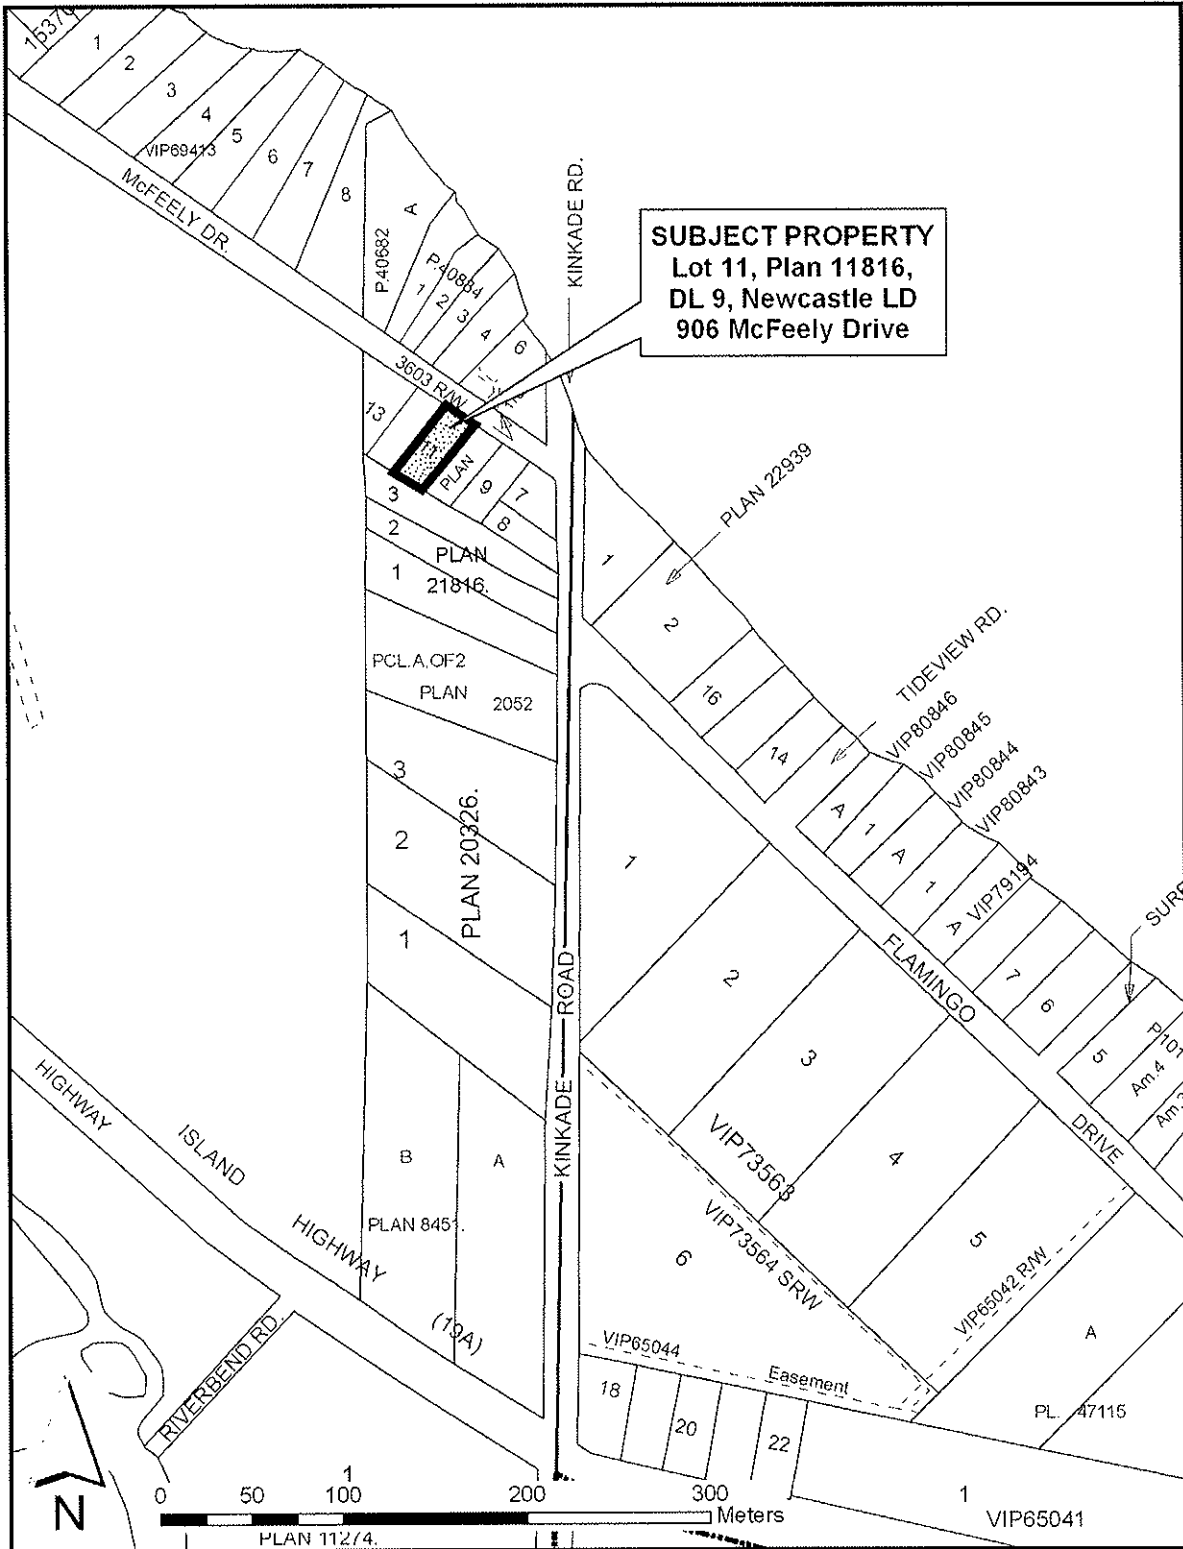 15370
1
2
3
4
5
6
7
8
VIP69413
McFEELY DR.
P.40682
A
P.40884
1
2
3
4
6
KINKADE RD.
SUBJECT PROPERTY
Lot 11, Plan 11816,
DL 9, Newcastle LD
906 McFeely Drive
3603 R/W
13
11
PLAN
9
7
8
3
2
1
PLAN
21816.
1
PLAN 22939
2
16
14
TIDEVIEW RD.
VIP80846
VIP80845
VIP80844
VIP80843
PCL.A.OF2
PLAN 2052
3
2
1
PLAN 20326.
A
1
A
1
A
VIP79194
7
6
5
P101
Am.4
FLAMINGO
DRIVE
1
2
3
4
5
6
VIP73563
VIP73564 SRW
VIP65042 R/W
KINKADE ROAD
HIGHWAY
ISLAND
HIGHWAY
(19A)
B
A
PLAN 8451.
RIVERBEND RD.
VIP65044
Easement
18
20
22
A
PL. 47115
1
VIP65041
1
PLAN 11274.
N
0 50 100 200 300
Meters